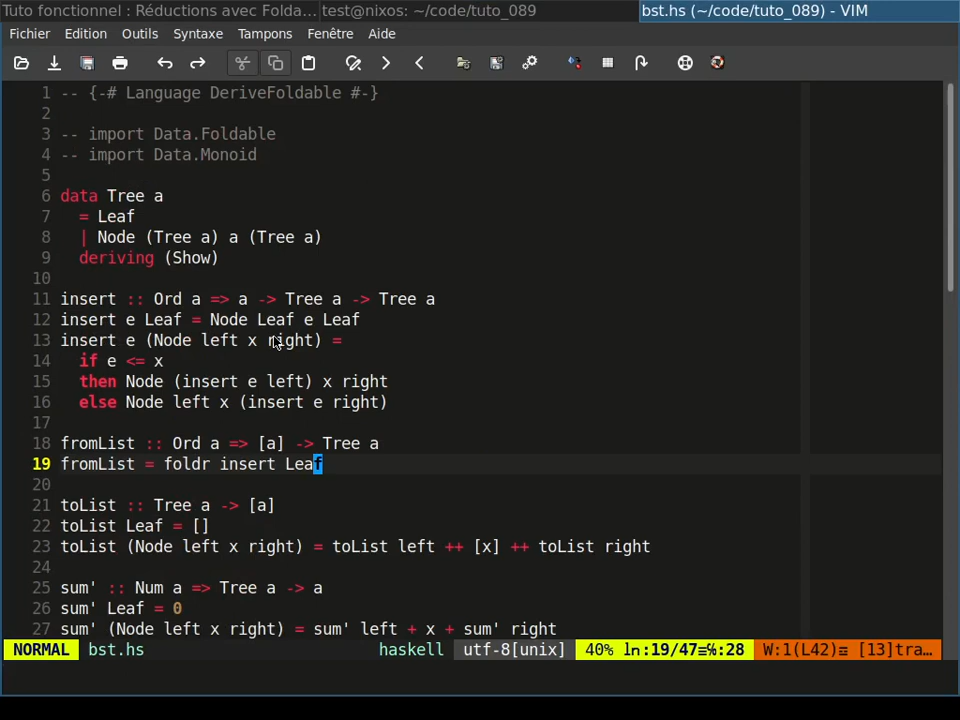 Tuto fonctionnel : Réductions avec Folda… test@nixos: ~/code/tuto_089 bst.hs (~/code/tuto_089) - VIM
Fichier Edition Outils Syntaxe Tampons Fenêtre Aide
1 -- {-# Language DeriveFoldable #-}
2
3 -- import Data.Foldable
4 -- import Data.Monoid
5
6 data Tree a
7   = Leaf
8   | Node (Tree a) a (Tree a)
9   deriving (Show)
10
11 insert :: Ord a => a -> Tree a -> Tree a
12 insert e Leaf = Node Leaf e Leaf
13 insert e (Node left x right) =
14   if e <= x
15   then Node (insert e left) x right
16   else Node left x (insert e right)
17
18 fromList :: Ord a => [a] -> Tree a
19 fromList = foldr insert Leaf
20
21 toList :: Tree a -> [a]
22 toList Leaf = []
23 toList (Node left x right) = toList left ++ [x] ++ toList right
24
25 sum' :: Num a => Tree a -> a
26 sum' Leaf = 0
27 sum' (Node left x right) = sum' left + x + sum' right
NORMAL bst.hs haskell utf-8[unix] 40% ln:19/47≡℅:28 W:1(L42)☲ [13]tra…